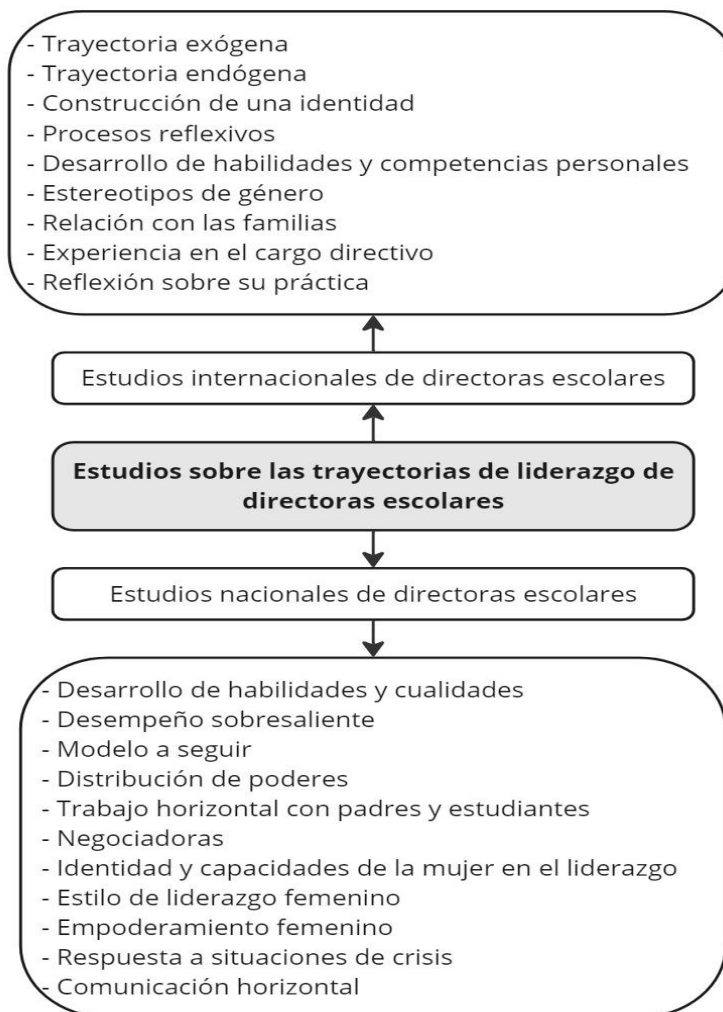 - Trayectoria exógena
- Trayectoria endógena
- Construcción de una identidad
- Procesos reflexivos
- Desarrollo de habilidades y competencias personales
- Estereotipos de género
- Relación con las familias
- Experiencia en el cargo directivo
- Reflexión sobre su práctica
Estudios internacionales de directoras escolares
Estudios sobre las trayectorias de liderazgo de
directoras escolares
Estudios nacionales de directoras escolares
- Desarrollo de habilidades y cualidades
- Desempeño sobresaliente
- Modelo a seguir
- Distribución de poderes
- Trabajo horizontal con padres y estudiantes
- Negociadoras
- Identidad y capacidades de la mujer en el liderazgo
- Estilo de liderazgo femenino
- Empoderamiento femenino
- Respuesta a situaciones de crisis
- Comunicación horizontal